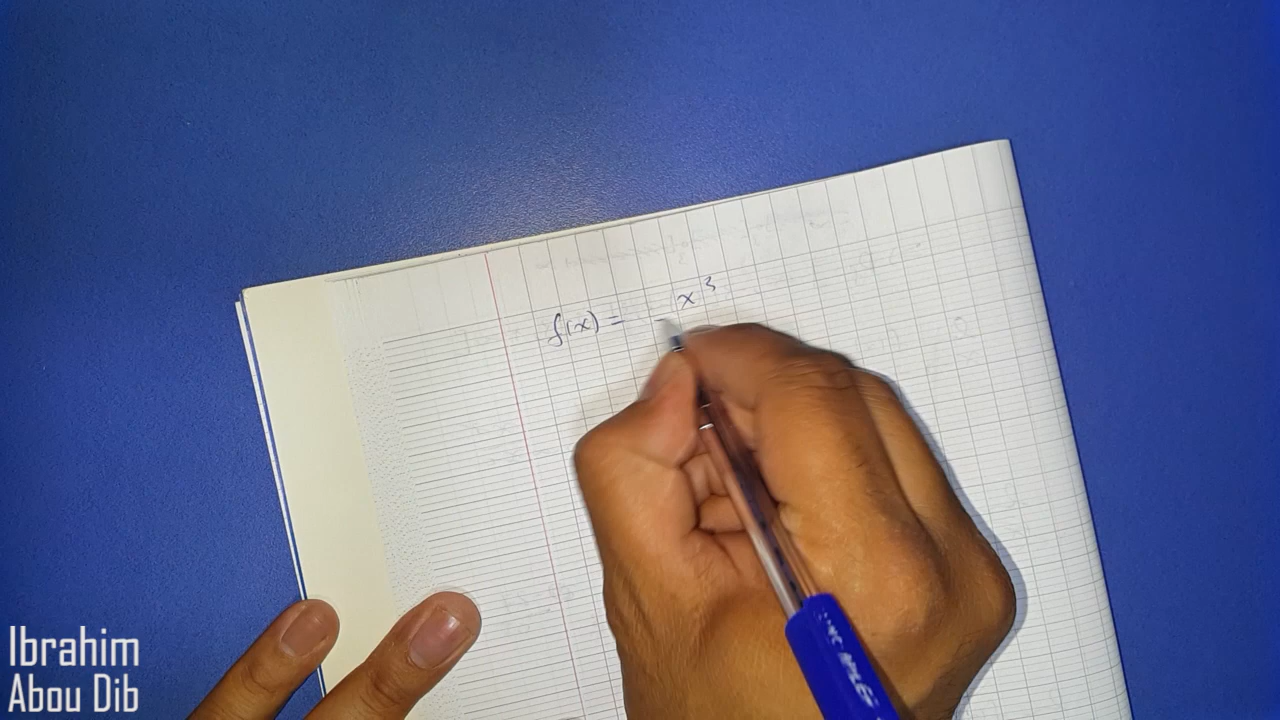 f(x) = x³
Ibrahim
Abou Dib